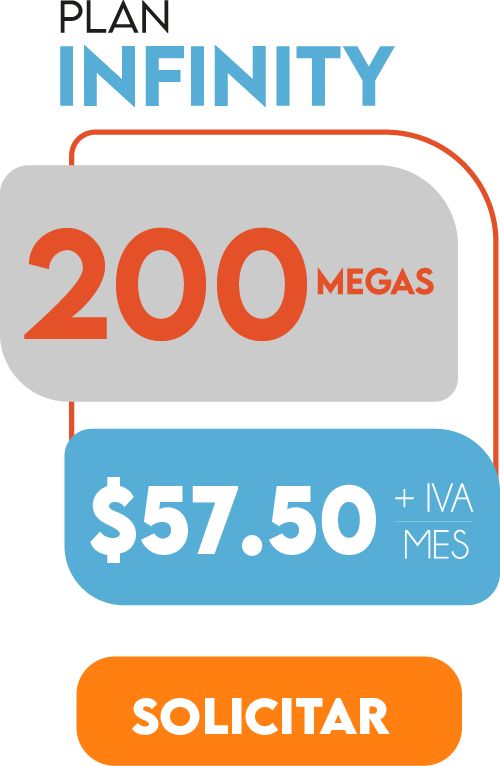 PLAN
INFINITY
200 MEGAS
$57.50 + IVA
MES
SOLICITAR